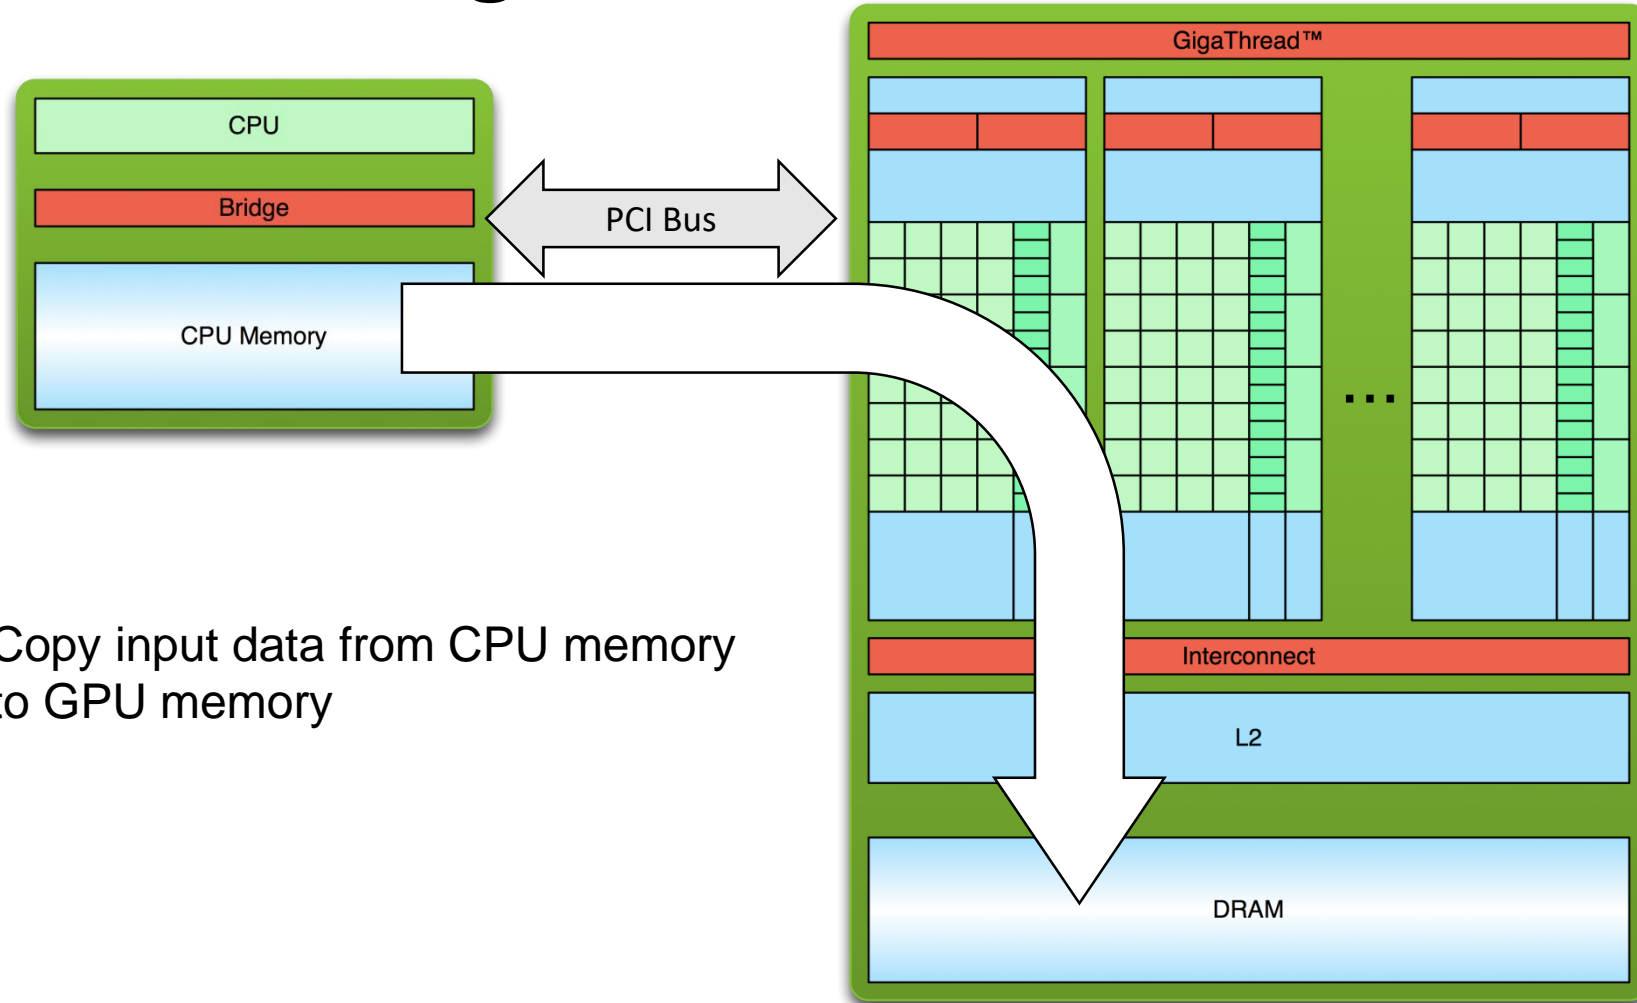 GigaThread™
CPU
Bridge
PCI Bus
CPU Memory
...
Copy input data from CPU memory
to GPU memory
Interconnect
L2
DRAM